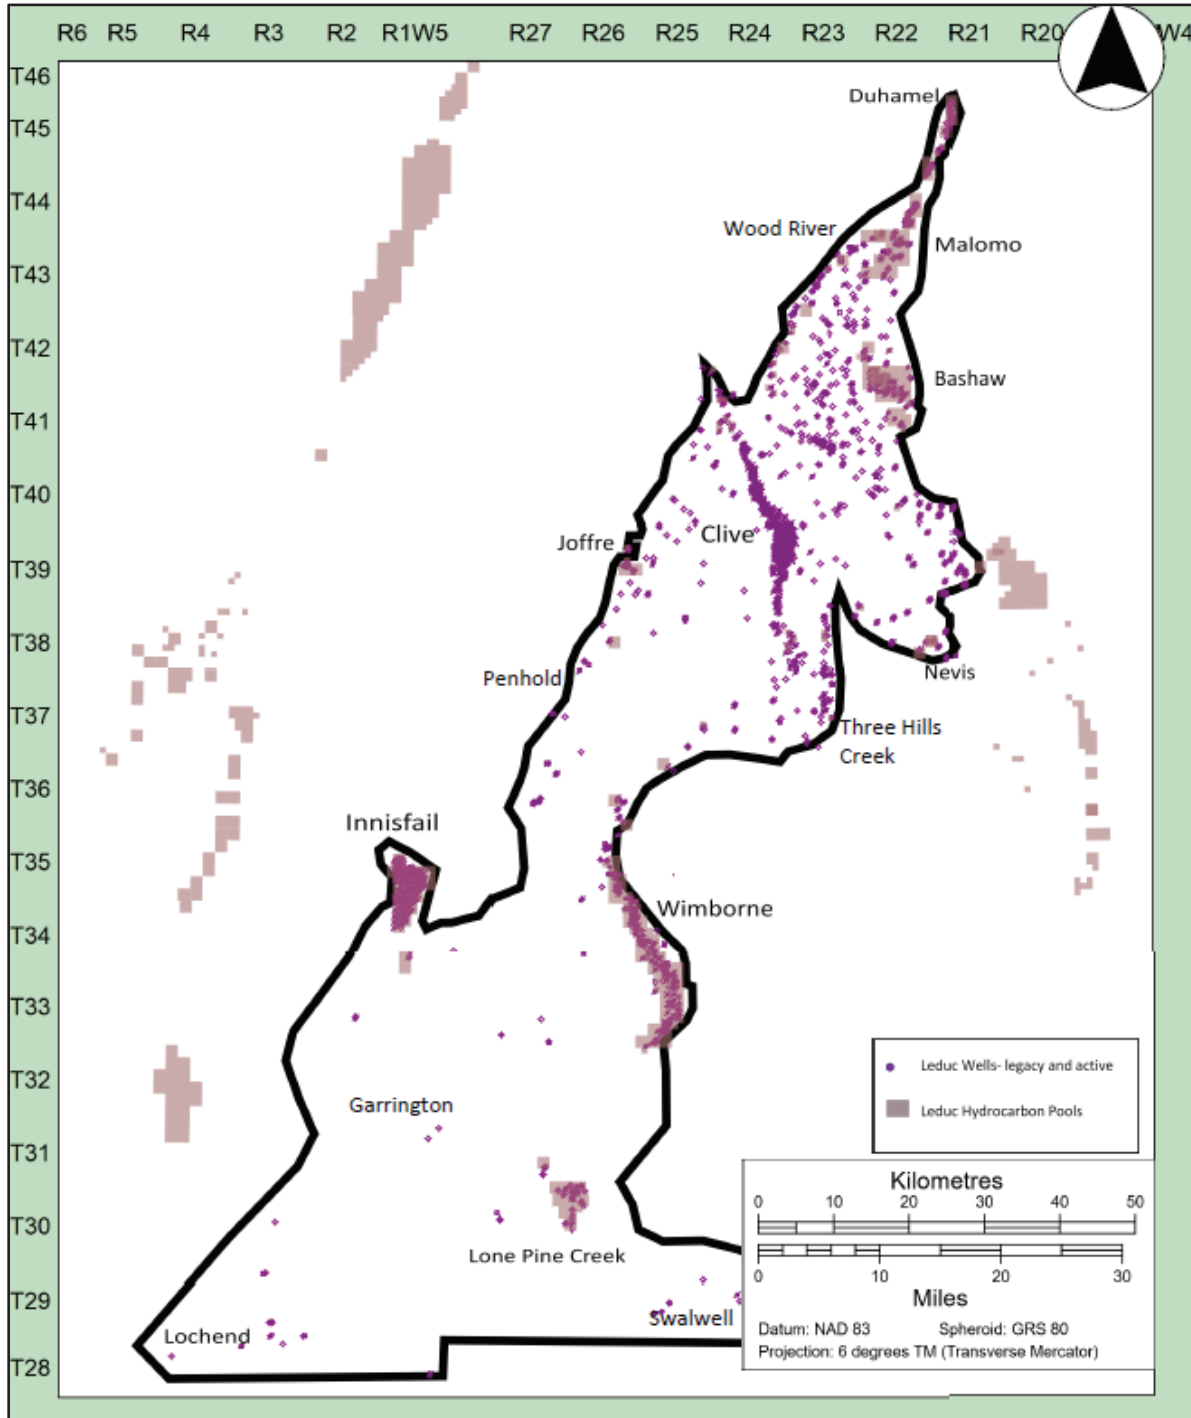 R6 R5 R4 R3 R2 R1W5 R27 R26 R25 R24 R23 R22 R21 R20 W4
T46
Duhamel
T45
T44
Wood River
Malomo
T43
T42
Bashaw
T41
T40
Clive
Joffre
T39
T38
Nevis
Penhold
T37
Three Hills
Creek
T36
Innisfail
T35
Wimborne
T34
T33
Leduc Wells- legacy and active
T32
Garrington
Leduc Hydrocarbon Pools
T31
Kilometres
0 10 20 30 40 50
T30
Lone Pine Creek
0 10 20 30
T29
Miles
Swalwell
Datum: NAD 83 Spheroid: GRS 80
Lochend
Projection: 6 degrees TM (Transverse Mercator)
T28